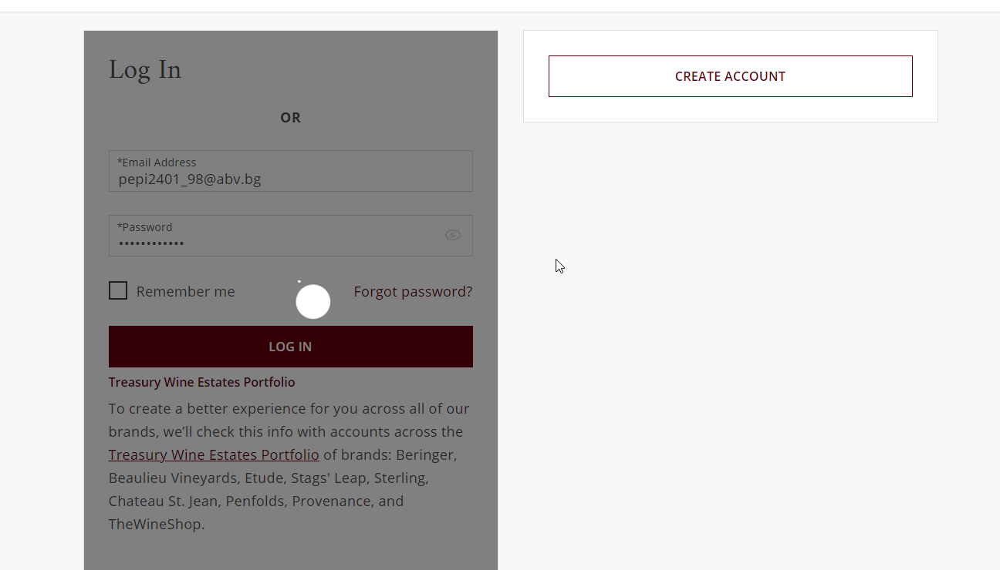 Log In
OR
*Email Address
pepi2401_98@abv.bg
*Password
••••••••••••
Remember me
Forgot password?
LOG IN
Treasury Wine Estates Portfolio
To create a better experience for you across all of our
brands, we’ll check this info with accounts across the
Treasury Wine Estates Portfolio of brands: Beringer,
Beaulieu Vineyards, Etude, Stags' Leap, Sterling,
Chateau St. Jean, Penfolds, Provenance, and
TheWineShop.
CREATE ACCOUNT